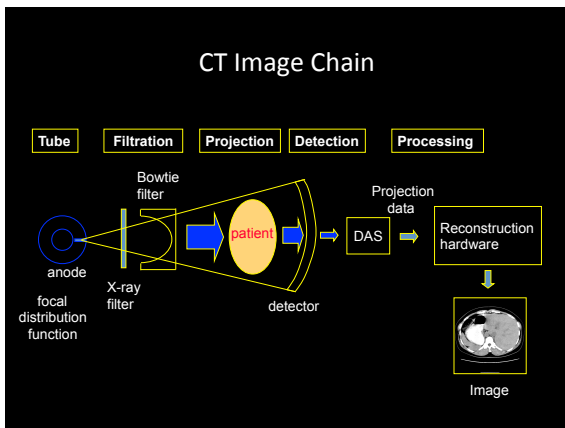 CT Image Chain
Tube
Filtration
Projection
Detection
Processing
Bowtie
filter
Projection
data
patient
DAS
Reconstruction
hardware
anode
X-ray
filter
detector
focal
distribution
function
Image